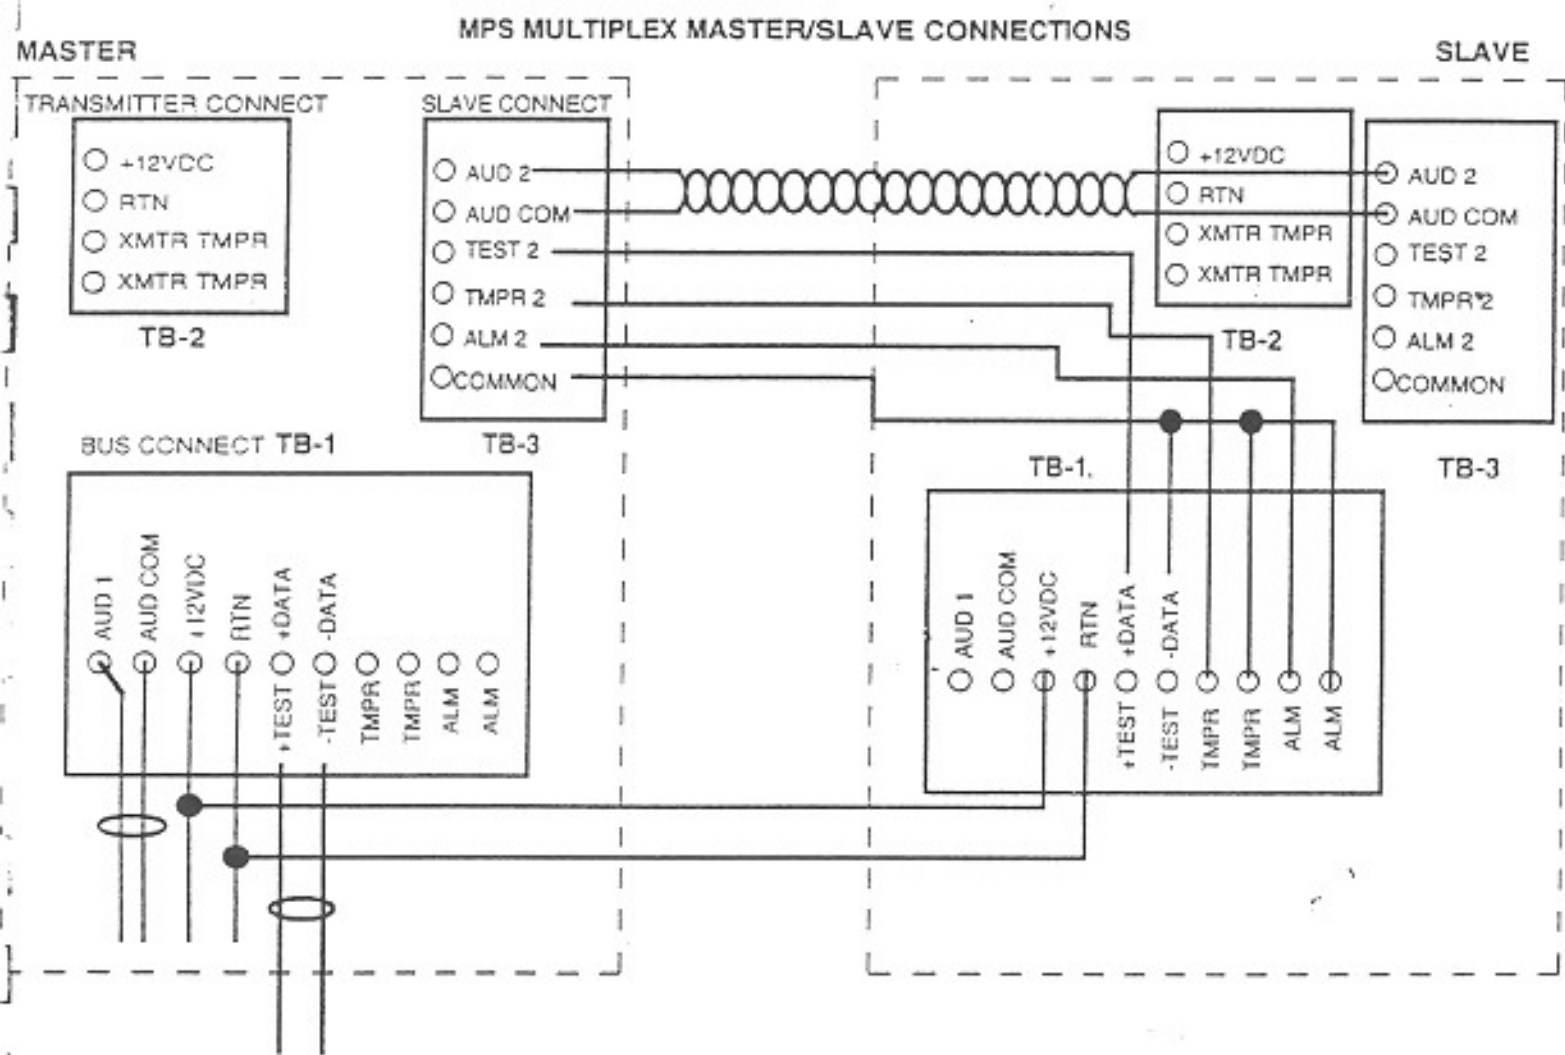 MPS MULTIPLEX MASTER/SLAVE CONNECTIONS
MASTER
SLAVE
TRANSMITTER CONNECT
+12VDC
RTN
XMTR TMPR
XMTR TMPR
TB-2
SLAVE CONNECT
AUD 2
AUD COM
TEST 2
TMPR 2
ALM 2
COMMON
TB-3
+12VDC
RTN
XMTR TMPR
XMTR TMPR
TB-2
AUD 2
AUD COM
TEST 2
TMPR 2
ALM 2
COMMON
TB-3
BUS CONNECT TB-1
AUD 1
AUD COM
+12VDC
RTN
+TEST +DATA
-TEST -DATA
TMPR
TMPR
ALM
ALM
TB-1.
AUD 1
AUD COM
+12VDC
RTN
+TEST +DATA
-TEST -DATA
TMPR
TMPR
ALM
ALM